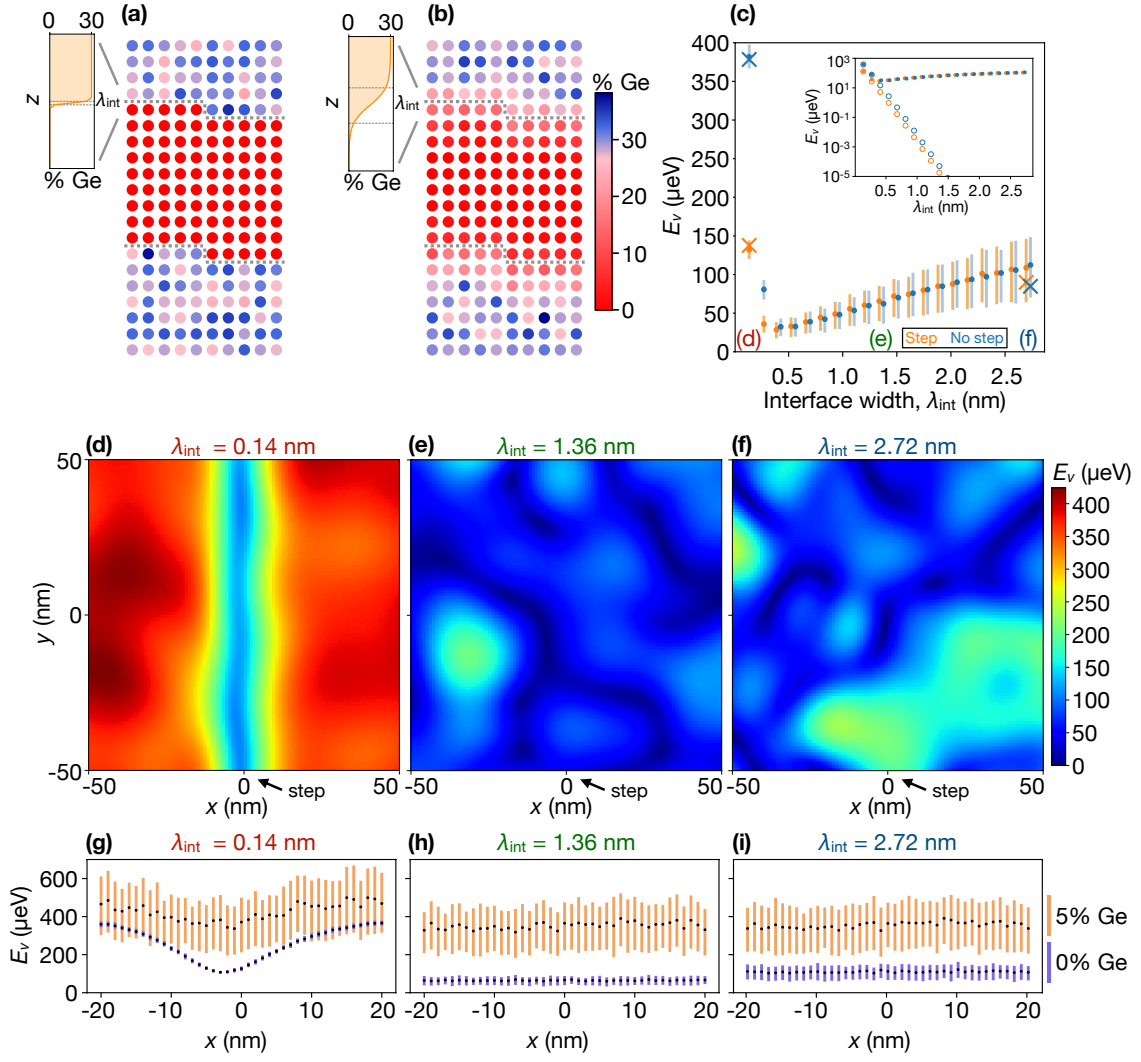 (a)
0 30
z
λint
% Ge
(b)
0 30
z
λint
% Ge
% Ge
30
20
10
0
(c)
400
350
300
250
200
150
100
50
0
Ev (μeV)
0.5 1.0 1.5 2.0 2.5
Interface width, λint (nm)
(d) (e) (f)
Step No step
10³
10¹
10⁻¹
10⁻³
10⁻⁵
Ev (μeV)
0.5 1.0 1.5 2.0 2.5
λint (nm)
(d) λint = 0.14 nm
50
0
-50
y (nm)
-50 0 50
step
x (nm)
(e) λint = 1.36 nm
-50 0 50
step
x (nm)
(f) λint = 2.72 nm
-50 0 50
step
x (nm)
Ev (μeV)
400
350
300
250
200
150
100
50
0
(g) λint = 0.14 nm
600
400
200
0
Ev (μeV)
-20 -10 0 10 20
x (nm)
(h) λint = 1.36 nm
-20 -10 0 10 20
x (nm)
(i) λint = 2.72 nm
-20 -10 0 10 20
x (nm)
5% Ge
0% Ge